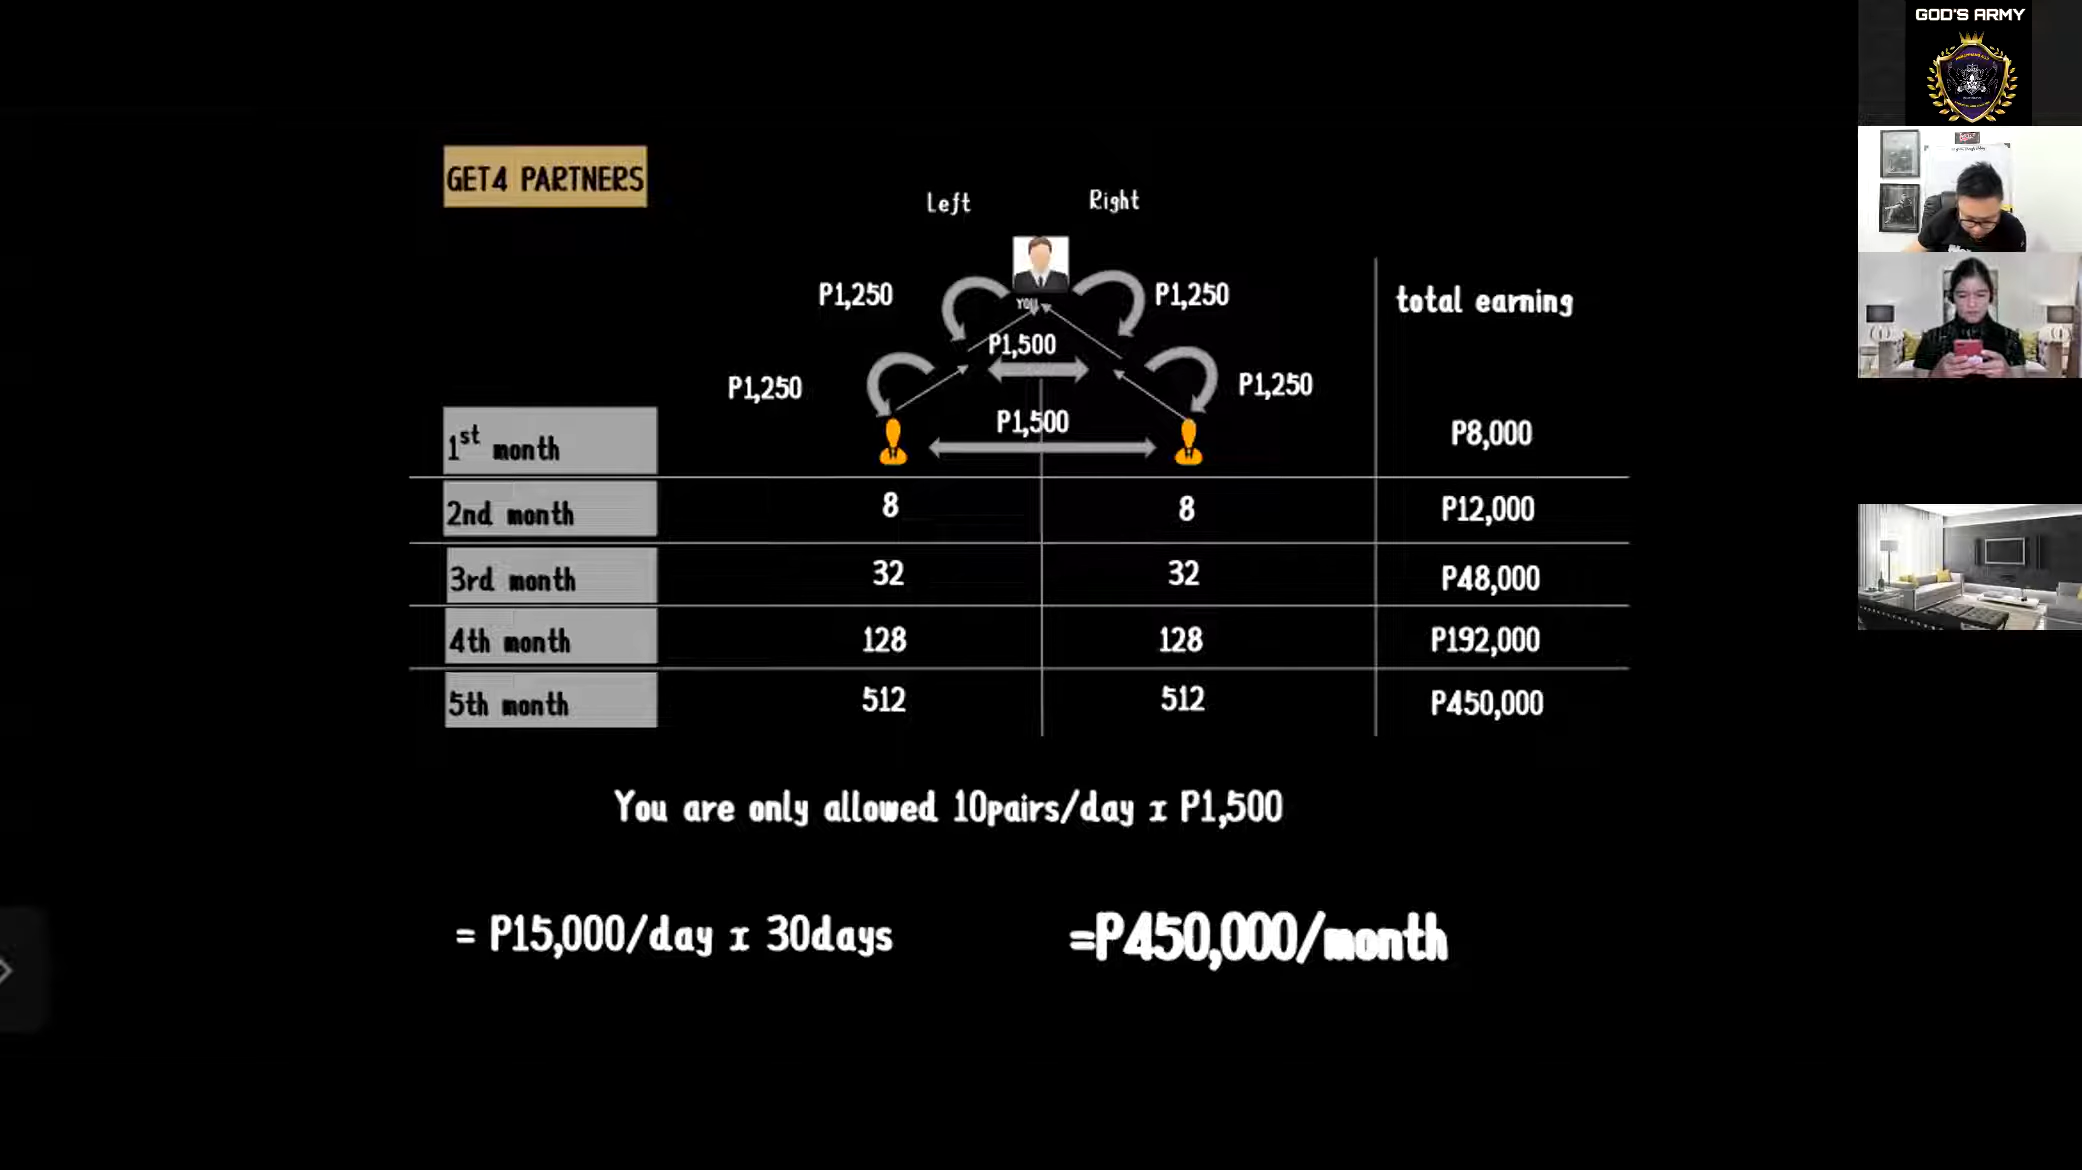 GOD'S ARMY
GET4 PARTNERS
Left Right
P1,250 P1,250
YOU
total earning
P1,500
P1,250 P1,250
P1,500
1st month P8,000
2nd month 8 8 P12,000
3rd month 32 32 P48,000
4th month 128 128 P192,000
5th month 512 512 P450,000
You are only allowed 10pairs/day x P1,500
= P15,000/day x 30days =P450,000/month